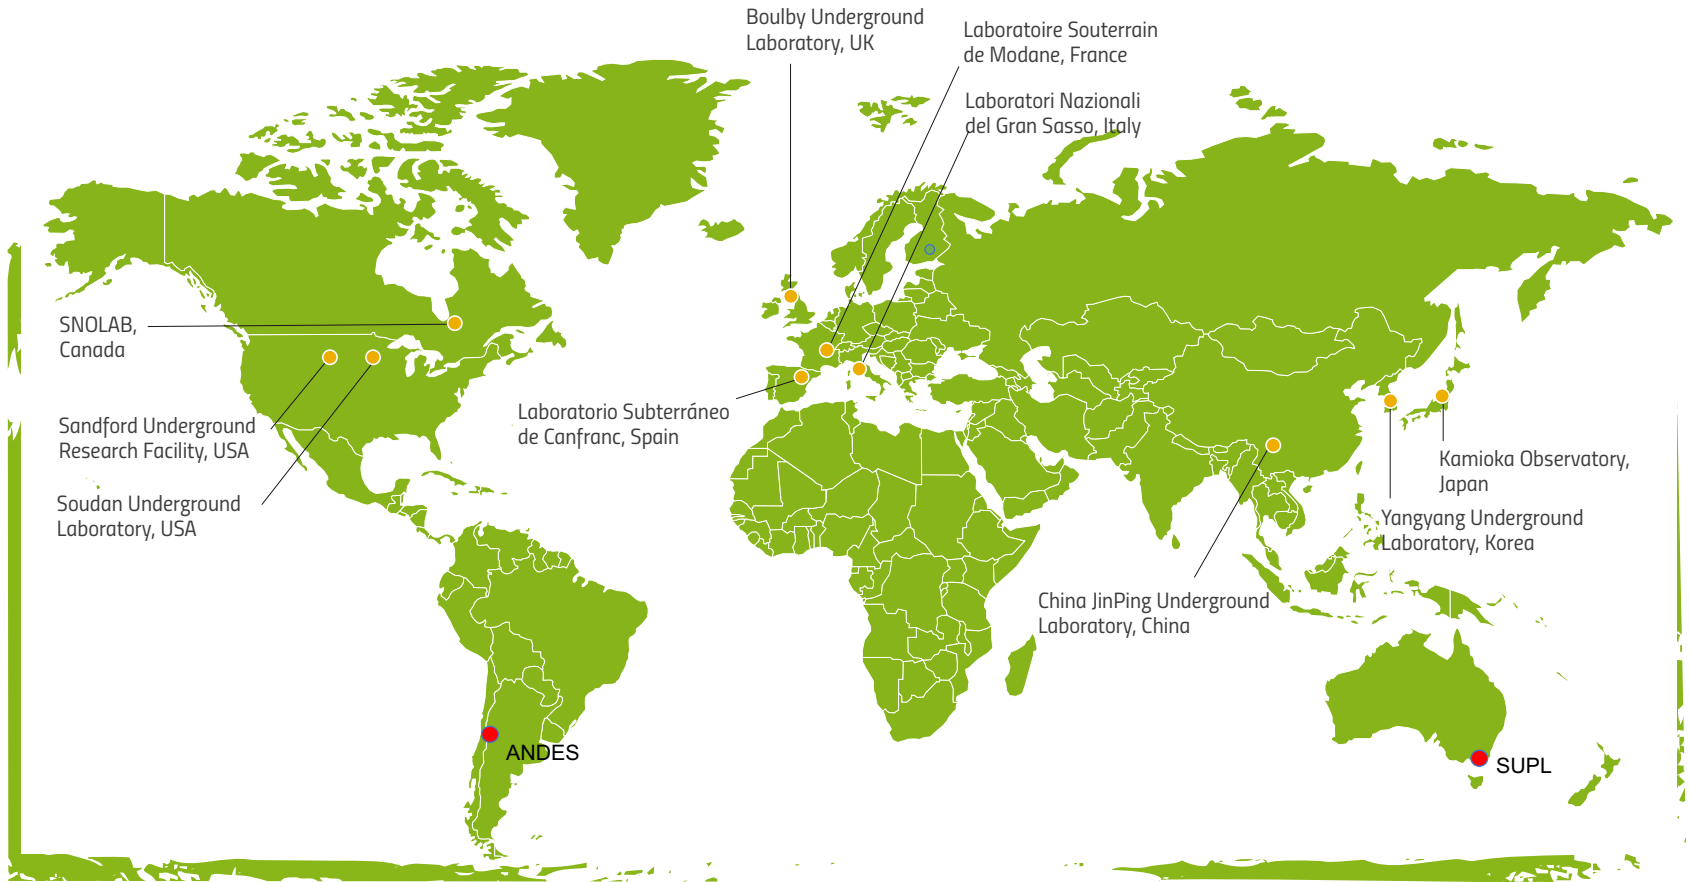 Boulby Underground
Laboratory, UK
Laboratoire Souterrain
de Modane, France
Laboratori Nazionali
del Gran Sasso, Italy
SNOLAB,
Canada
Sandford Underground
Research Facility, USA
Soudan Underground
Laboratory, USA
Laboratorio Subterráneo
de Canfranc, Spain
Kamioka Observatory,
Japan
Yangyang Underground
Laboratory, Korea
China JinPing Underground
Laboratory, China
ANDES
SUPL